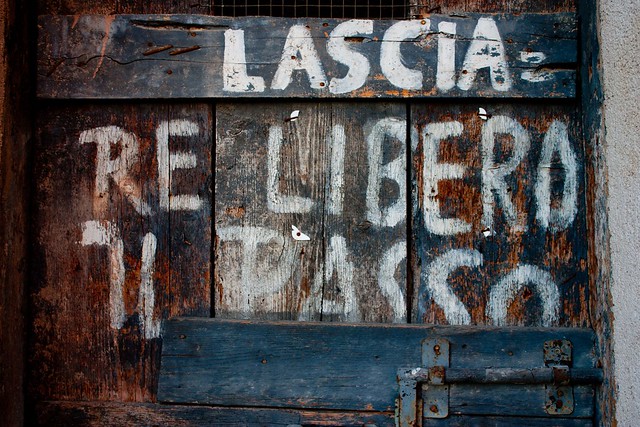 LASCIA=
RE LIBERO
IL PASSO